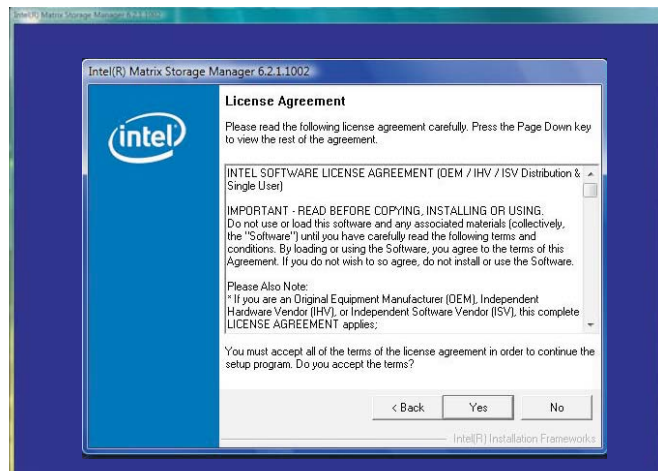 Intel(R) Matrix Storage Manager 6.2.1.1002
Intel(R) Matrix Storage Manager 6.2.1.1002
intel
License Agreement
Please read the following license agreement carefully. Press the Page Down key
to view the rest of the agreement.
INTEL SOFTWARE LICENSE AGREEMENT (OEM / IHV / ISV Distribution &
Single User)
IMPORTANT - READ BEFORE COPYING, INSTALLING OR USING.
Do not use or load this software and any associated materials (collectively,
the "Software") until you have carefully read the following terms and
conditions. By loading or using the Software, you agree to the terms of this
Agreement. If you do not wish to so agree, do not install or use the Software.
Please Also Note:
* If you are an Original Equipment Manufacturer (OEM), Independent
Hardware Vendor (IHV), or Independent Software Vendor (ISV), this complete
LICENSE AGREEMENT applies;
You must accept all of the terms of the license agreement in order to continue the
setup program. Do you accept the terms?
< Back Yes No
Intel(R) Installation Frameworks